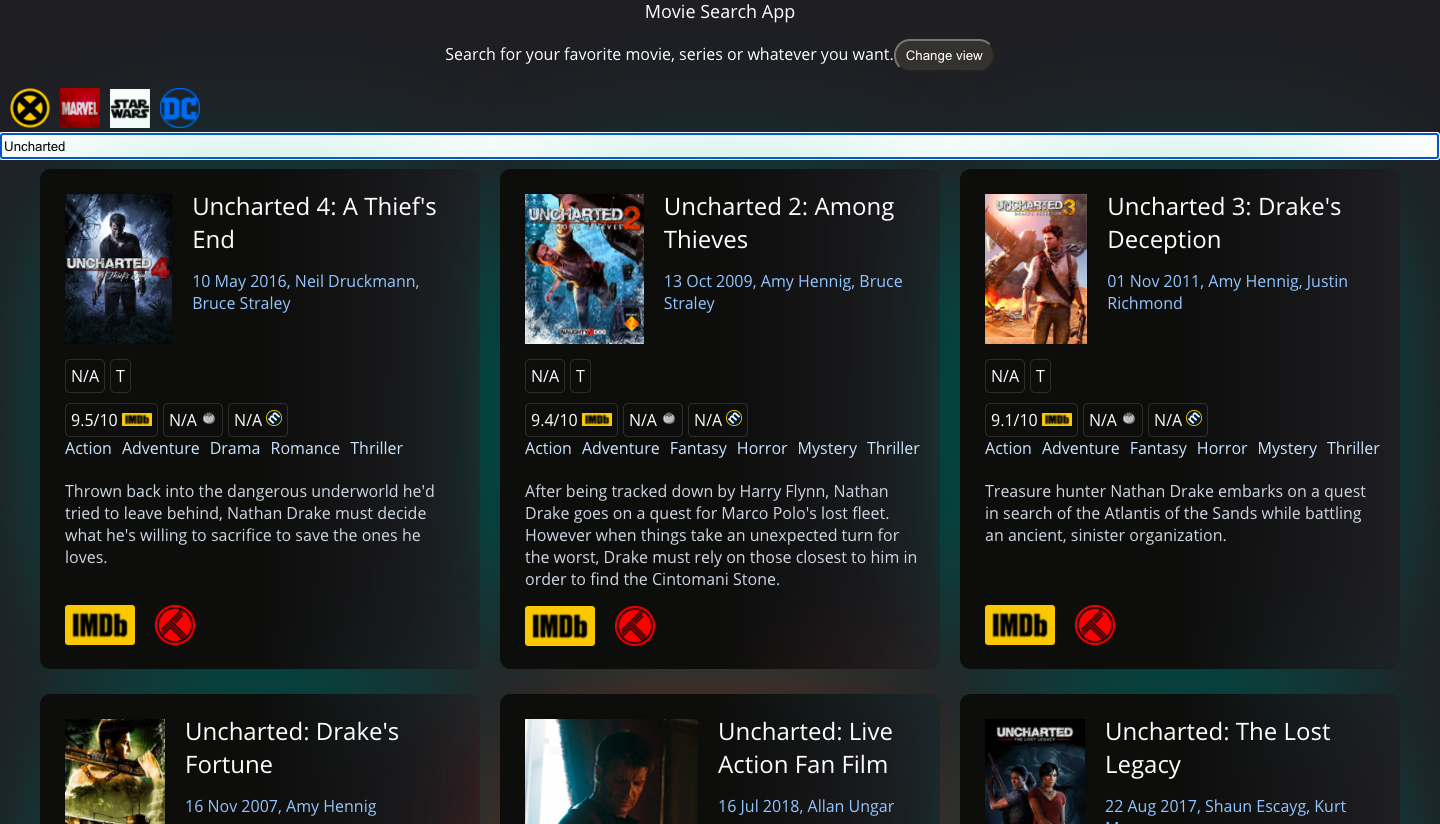 Movie Search App
Search for your favorite movie, series or whatever you want. Change view
MARVEL STAR WARS DC
Uncharted
UNCHARTED 4
A Thief's End
Uncharted 4: A Thief's
End
10 May 2016, Neil Druckmann,
Bruce Straley
N/A T
9.5/10 IMDb N/A N/A
Action Adventure Drama Romance Thriller
Thrown back into the dangerous underworld he'd
tried to leave behind, Nathan Drake must decide
what he's willing to sacrifice to save the ones he
loves.
IMDb
UNCHARTED 2
AMONG THIEVES
NAUGHTY DOG
Uncharted 2: Among
Thieves
13 Oct 2009, Amy Hennig, Bruce
Straley
N/A T
9.4/10 IMDb N/A N/A
Action Adventure Fantasy Horror Mystery Thriller
After being tracked down by Harry Flynn, Nathan
Drake goes on a quest for Marco Polo's lost fleet.
However when things take an unexpected turn for
the worst, Drake must rely on those closest to him in
order to find the Cintomani Stone.
IMDb
UNCHARTED 3
DRAKE'S DECEPTION
Uncharted 3: Drake's
Deception
01 Nov 2011, Amy Hennig, Justin
Richmond
N/A T
9.1/10 IMDb N/A N/A
Action Adventure Fantasy Horror Mystery Thriller
Treasure hunter Nathan Drake embarks on a quest
in search of the Atlantis of the Sands while battling
an ancient, sinister organization.
IMDb
Uncharted: Drake's
Fortune
16 Nov 2007, Amy Hennig
Uncharted: Live
Action Fan Film
16 Jul 2018, Allan Ungar
UNCHARTED
THE LOST LEGACY
Uncharted: The Lost
Legacy
22 Aug 2017, Shaun Escayg, Kurt